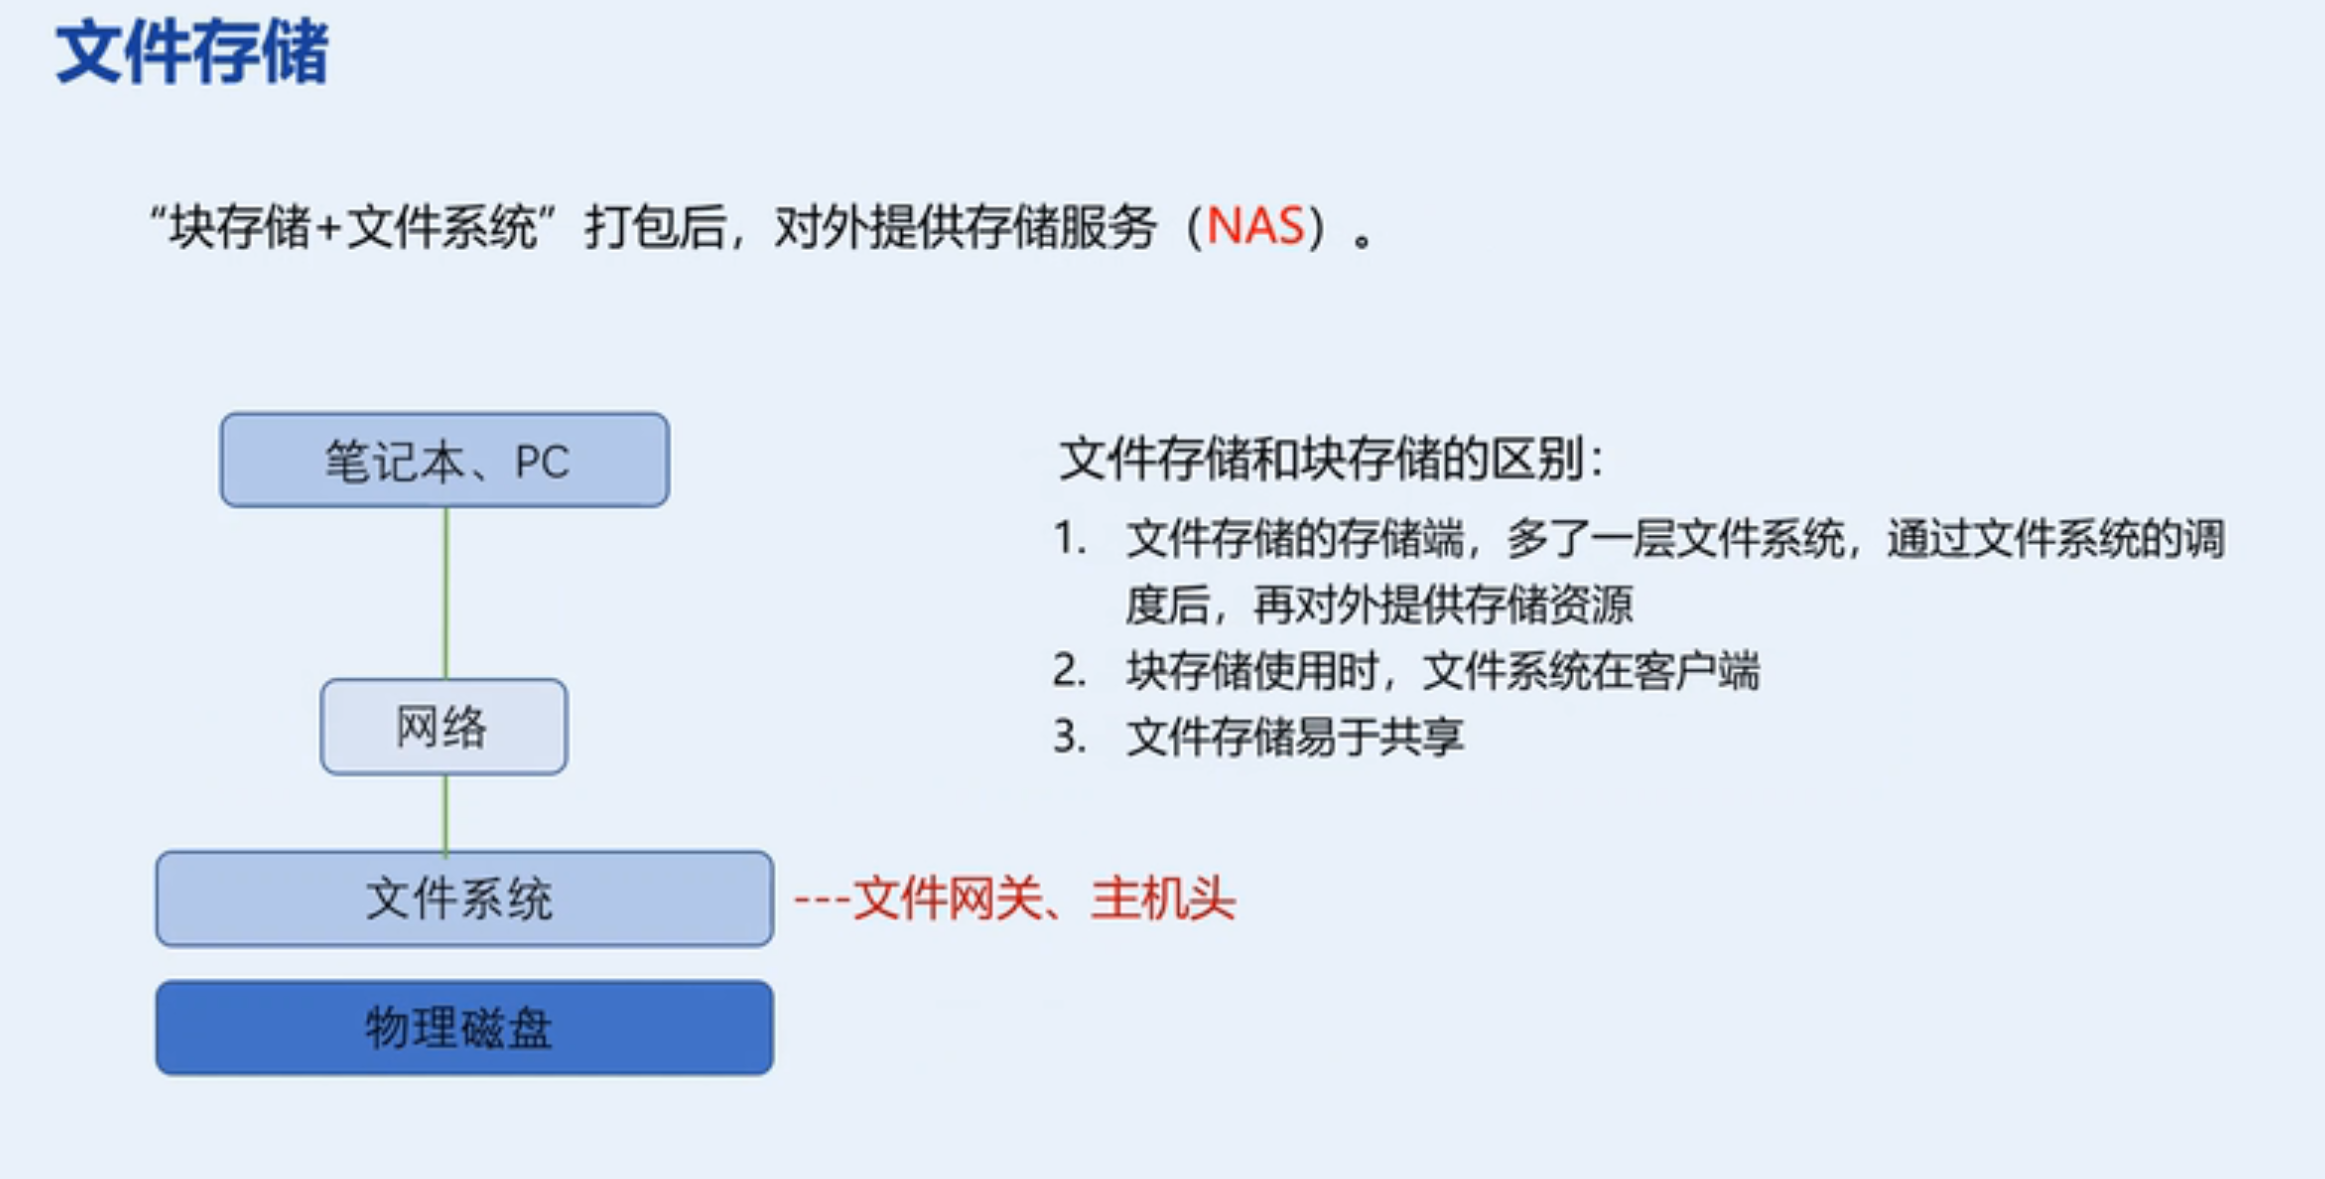 文件存储
“块存储+文件系统”打包后，对外提供存储服务（NAS）。
笔记本、PC
网络
文件系统
---文件网关、主机头
物理磁盘
文件存储和块存储的区别：
1. 文件存储的存储端，多了一层文件系统，通过文件系统的调
度后，再对外提供存储资源
2. 块存储使用时，文件系统在客户端
3. 文件存储易于共享